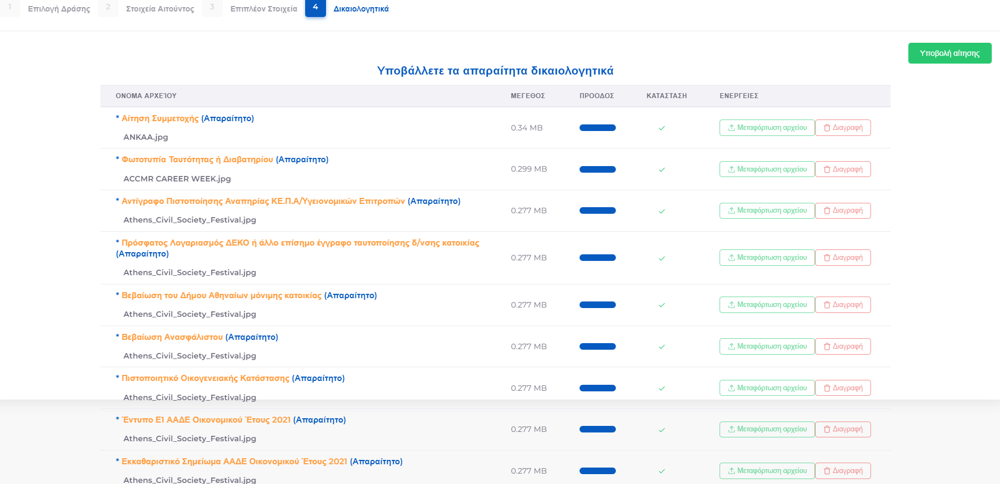 1 Επιλογή Δράσης 2 Στοιχεία Αιτούντος 3 Επιπλέον Στοιχεία 4 Δικαιολογητικά
Υποβολή αίτησης
Υποβάλλετε τα απαραίτητα δικαιολογητικά
ΟΝΟΜΑ ΑΡΧΕΊΟΥ ΜΕΓΕΘΟΣ ΠΡΟΟΔΟΣ ΚΑΤΑΣΤΑΣΗ ΕΝΕΡΓΕΙΕΣ
* Αίτηση Συμμετοχής (Απαραίτητο)
ANKAA.jpg
0.34 MB ✓ Μεταφόρτωση αρχείου Διαγραφή
* Φωτοτυπία Ταυτότητας ή Διαβατηρίου (Απαραίτητο)
ACCMR CAREER WEEK.jpg
0.299 MB ✓ Μεταφόρτωση αρχείου Διαγραφή
* Αντίγραφο Πιστοποίησης Αναπηρίας ΚΕ.Π.Α/Υγειονομικών Επιτροπών (Απαραίτητο)
Athens_Civil_Society_Festival.jpg
0.277 MB ✓ Μεταφόρτωση αρχείου Διαγραφή
* Πρόσφατος Λογαριασμός ΔΕΚΟ ή άλλο επίσημο έγγραφο ταυτοποίησης δ/νσης κατοικίας
(Απαραίτητο)
Athens_Civil_Society_Festival.jpg
0.277 MB ✓ Μεταφόρτωση αρχείου Διαγραφή
* Βεβαίωση του Δήμου Αθηναίων μόνιμης κατοικίας (Απαραίτητο)
Athens_Civil_Society_Festival.jpg
0.277 MB ✓ Μεταφόρτωση αρχείου Διαγραφή
* Βεβαίωση Ανασφάλιστου (Απαραίτητο)
Athens_Civil_Society_Festival.jpg
0.277 MB ✓ Μεταφόρτωση αρχείου Διαγραφή
* Πιστοποιητικό Οικογενειακής Κατάστασης (Απαραίτητο)
Athens_Civil_Society_Festival.jpg
0.277 MB ✓ Μεταφόρτωση αρχείου Διαγραφή
* Έντυπο Ε1 ΑΑΔΕ Οικονομικού Έτους 2021 (Απαραίτητο)
Athens_Civil_Society_Festival.jpg
0.277 MB ✓ Μεταφόρτωση αρχείου Διαγραφή
* Εκκαθαριστικό Σημείωμα ΑΑΔΕ Οικονομικού Έτους 2021 (Απαραίτητο)
Athens_Civil_Society_Festival.jpg
0.277 MB ✓ Μεταφόρτωση αρχείου Διαγραφή